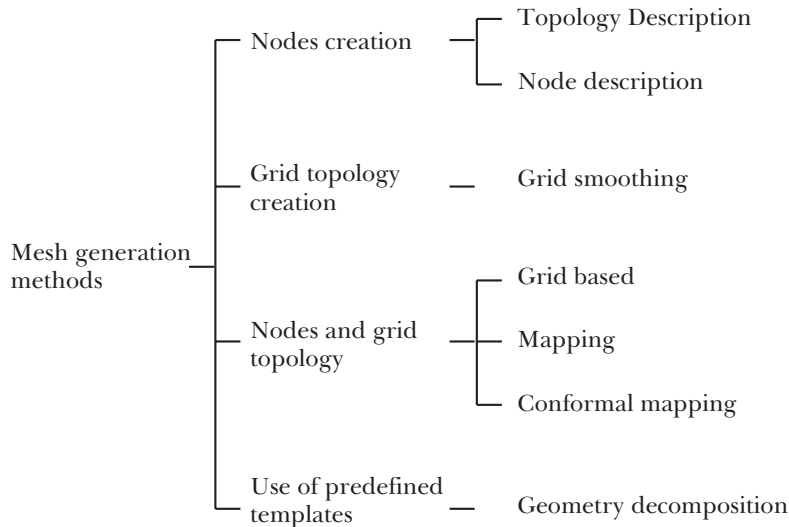 Topology Description
Nodes creation
Node description
Grid topology
creation
Grid smoothing
Mesh generation
methods
Grid based
Nodes and grid
topology
Mapping
Conformal mapping
Use of predefined
templates
Geometry decomposition